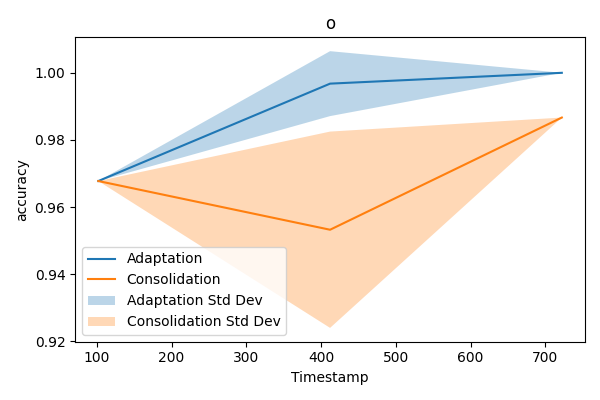 o
accuracy
1.00
0.98
0.96
0.94
0.92
Adaptation
Consolidation
Adaptation Std Dev
Consolidation Std Dev
100 200 300 400 500 600 700
Timestamp